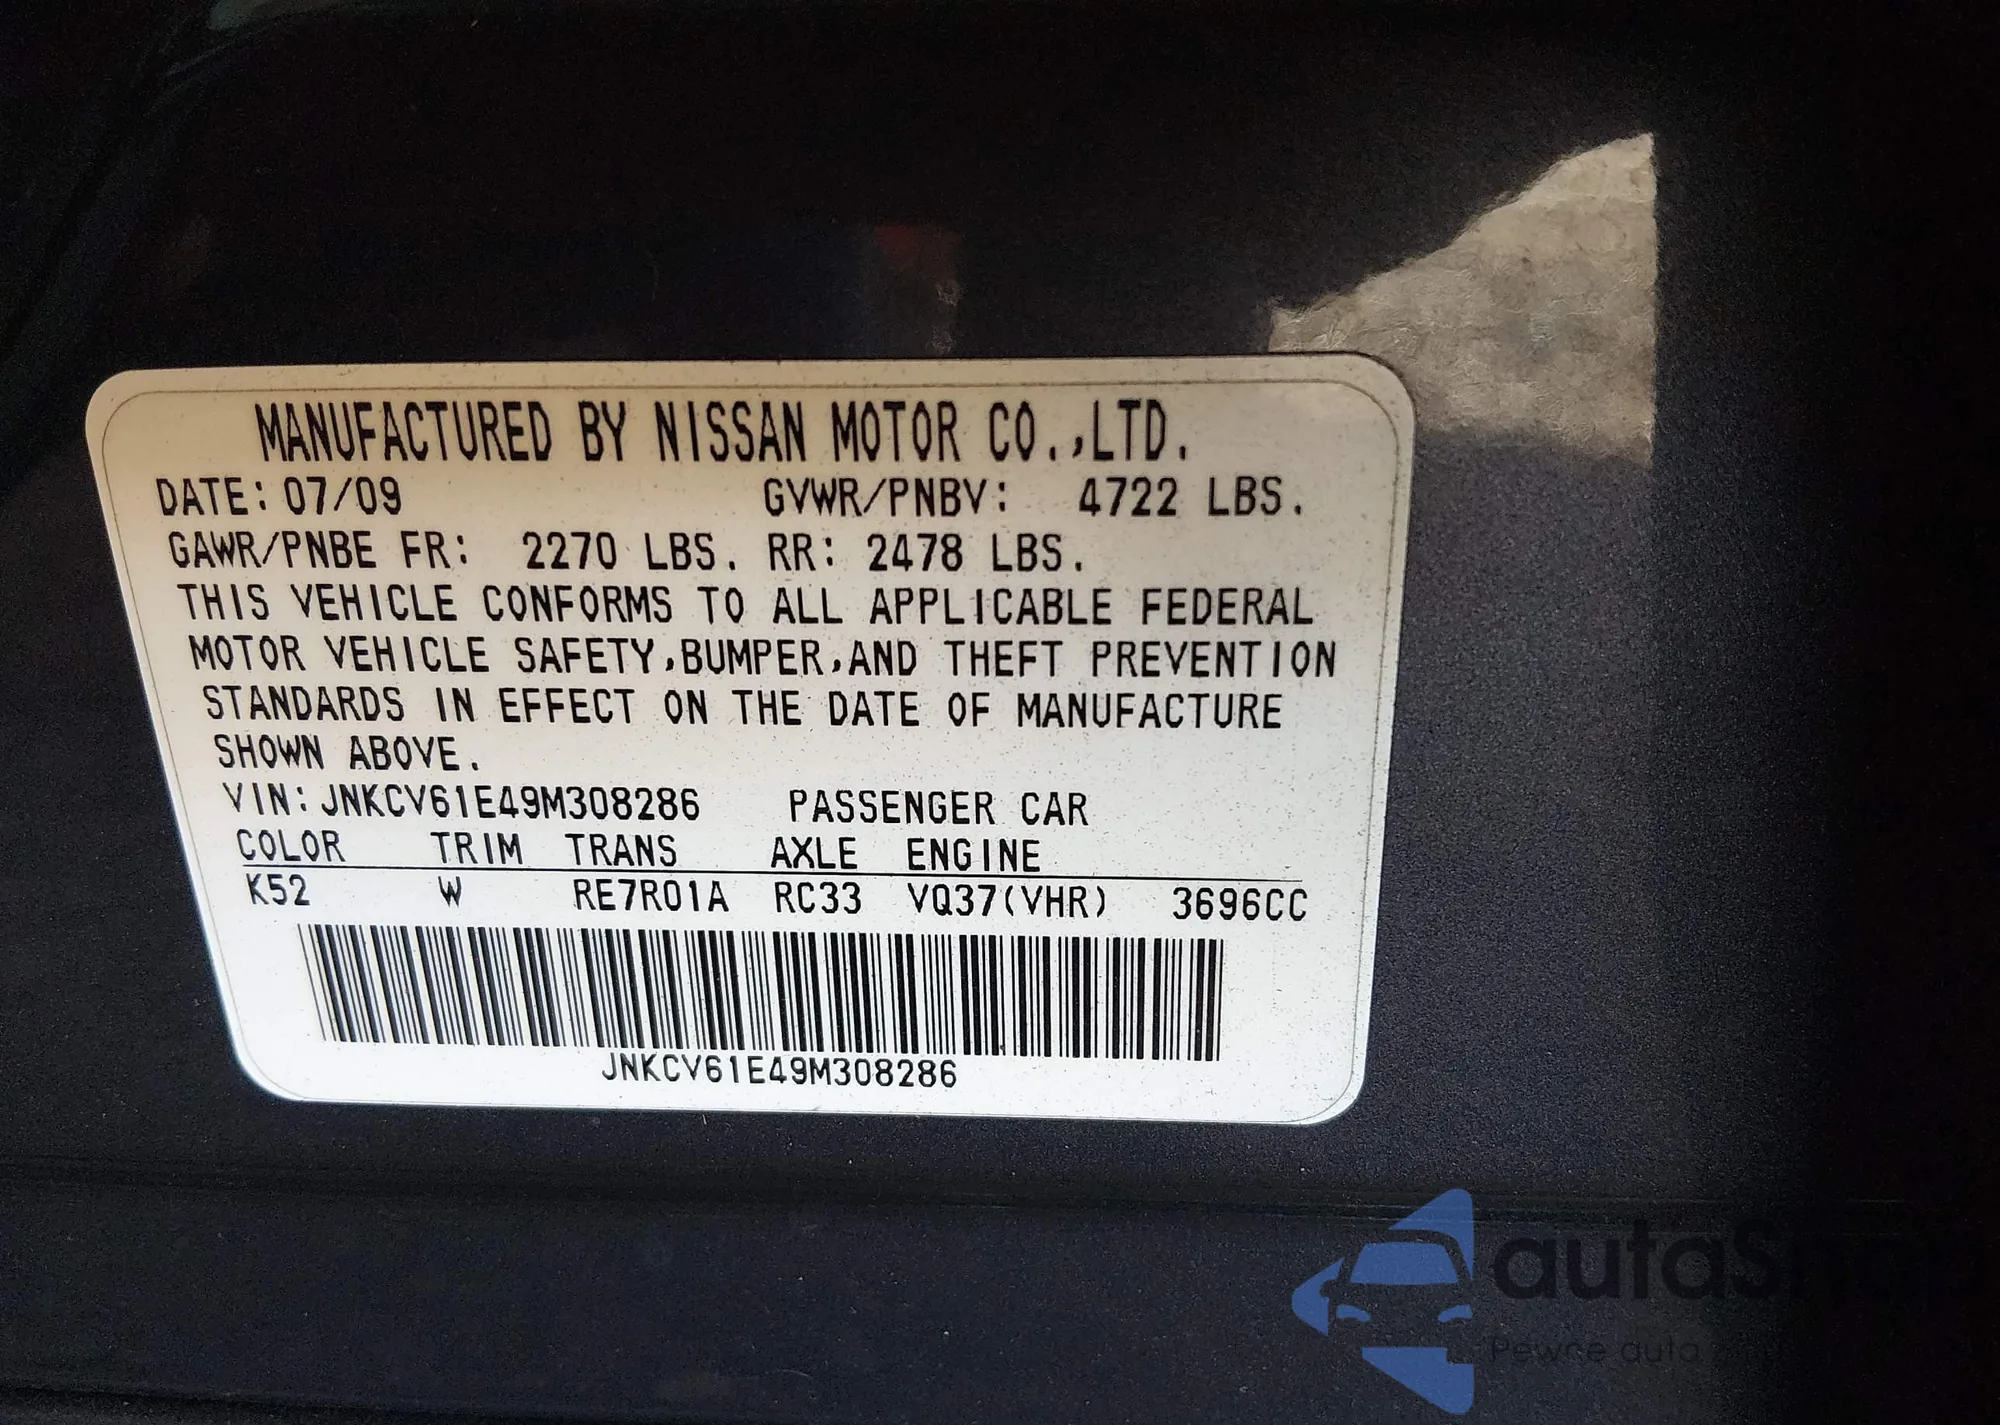 MANUFACTURED BY NISSAN MOTOR CO.,LTD.
DATE: 07/09 GVWR/PNBV: 4722 LBS.
GAWR/PNBE FR: 2270 LBS. RR: 2478 LBS.
THIS VEHICLE CONFORMS TO ALL APPLICABLE FEDERAL
MOTOR VEHICLE SAFETY,BUMPER,AND THEFT PREVENTION
STANDARDS IN EFFECT ON THE DATE OF MANUFACTURE
SHOWN ABOVE.
VIN: JNKCV61E49M308286 PASSENGER CAR
COLOR TRIM TRANS AXLE ENGINE
K52 W RE7R01A RC33 VQ37(VHR) 3696CC
JNKCV61E49M308286
Pewne auto